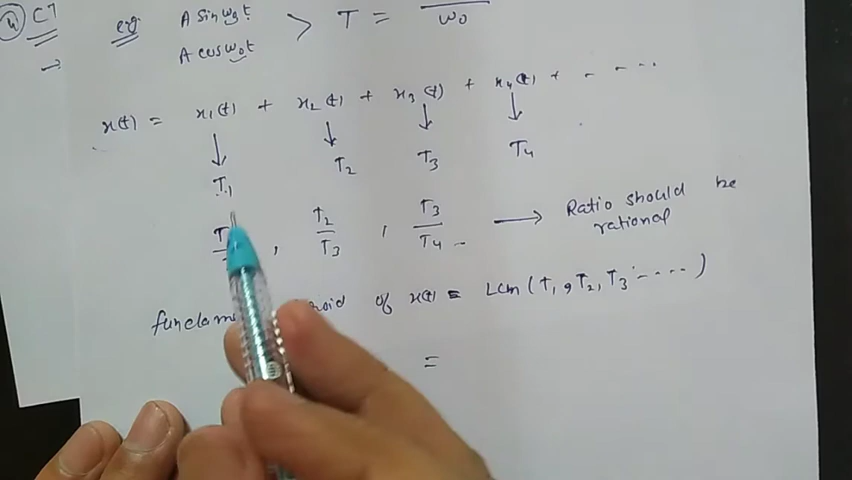 ④ CT eg: A sin ω₀t > T = ―― ω₀
→ A cos ω₀t
x(t) = x₁(t) + x₂(t) + x₃(t) + x₄(t) + - - ...
↓ ↓ ↓ ↓
T₁ T₂ T₃ T₄
T , T₂/T₃ , T₃/T₄ → Ratio should be rational
of x(t) = Lcm (T₁, T₂, T₃ ....)
=